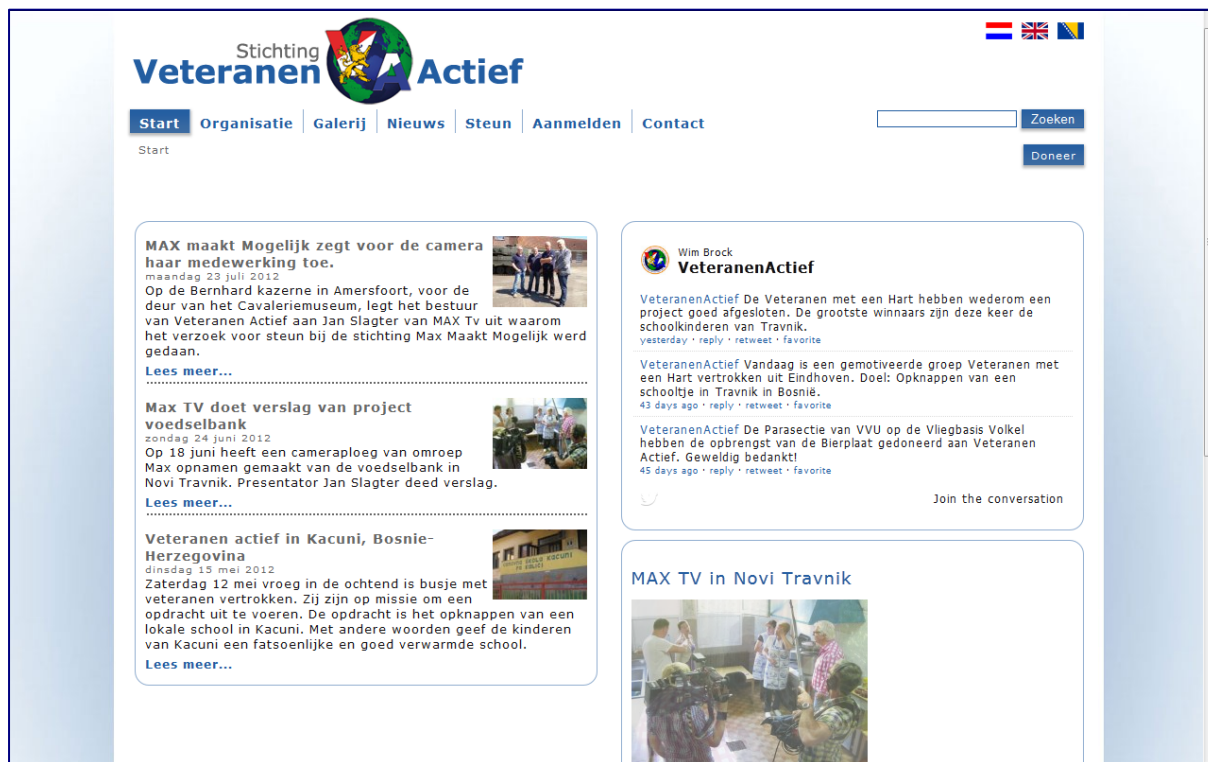 Stichting
Veteranen Actief
Start Organisatie Galerij Nieuws Steun Aanmelden Contact
Zoeken
Start
Doneer
MAX maakt Mogelijk zegt voor de camera
haar medewerking toe.
maandag 23 juli 2012
Op de Bernhard kazerne in Amersfoort, voor de
deur van het Cavaleriemuseum, legt het bestuur
van Veteranen Actief aan Jan Slagter van MAX Tv uit waarom
het verzoek voor steun bij de stichting Max Maakt Mogelijk werd
gedaan.
Lees meer...
Max TV doet verslag van project
voedselbank
zondag 24 juni 2012
Op 18 juni heeft een cameraploeg van omroep
Max opnamen gemaakt van de voedselbank in
Novi Travnik. Presentator Jan Slagter deed verslag.
Lees meer...
Veteranen actief in Kacuni, Bosnie-
Herzegovina
dinsdag 15 mei 2012
Zaterdag 12 mei vroeg in de ochtend is busje met
veteranen vertrokken. Zij zijn op missie om een
opdracht uit te voeren. De opdracht is het opknappen van een
lokale school in Kacuni. Met andere woorden geef de kinderen
van Kacuni een fatsoenlijke en goed verwarmde school.
Lees meer...
Wim Brock
VeteranenActief
VeteranenActief De Veteranen met een Hart hebben wederom een
project goed afgesloten. De grootste winnaars zijn deze keer de
schoolkinderen van Travnik.
yesterday · reply · retweet · favorite
VeteranenActief Vandaag is een gemotiveerde groep Veteranen met
een Hart vertrokken uit Eindhoven. Doel: Opknappen van een
schooltje in Travnik in Bosnië.
43 days ago · reply · retweet · favorite
VeteranenActief De Parasectie van VVU op de Vliegbasis Volkel
hebben de opbrengst van de Bierplaat gedoneerd aan Veteranen
Actief. Geweldig bedankt!
45 days ago · reply · retweet · favorite
Join the conversation
MAX TV in Novi Travnik